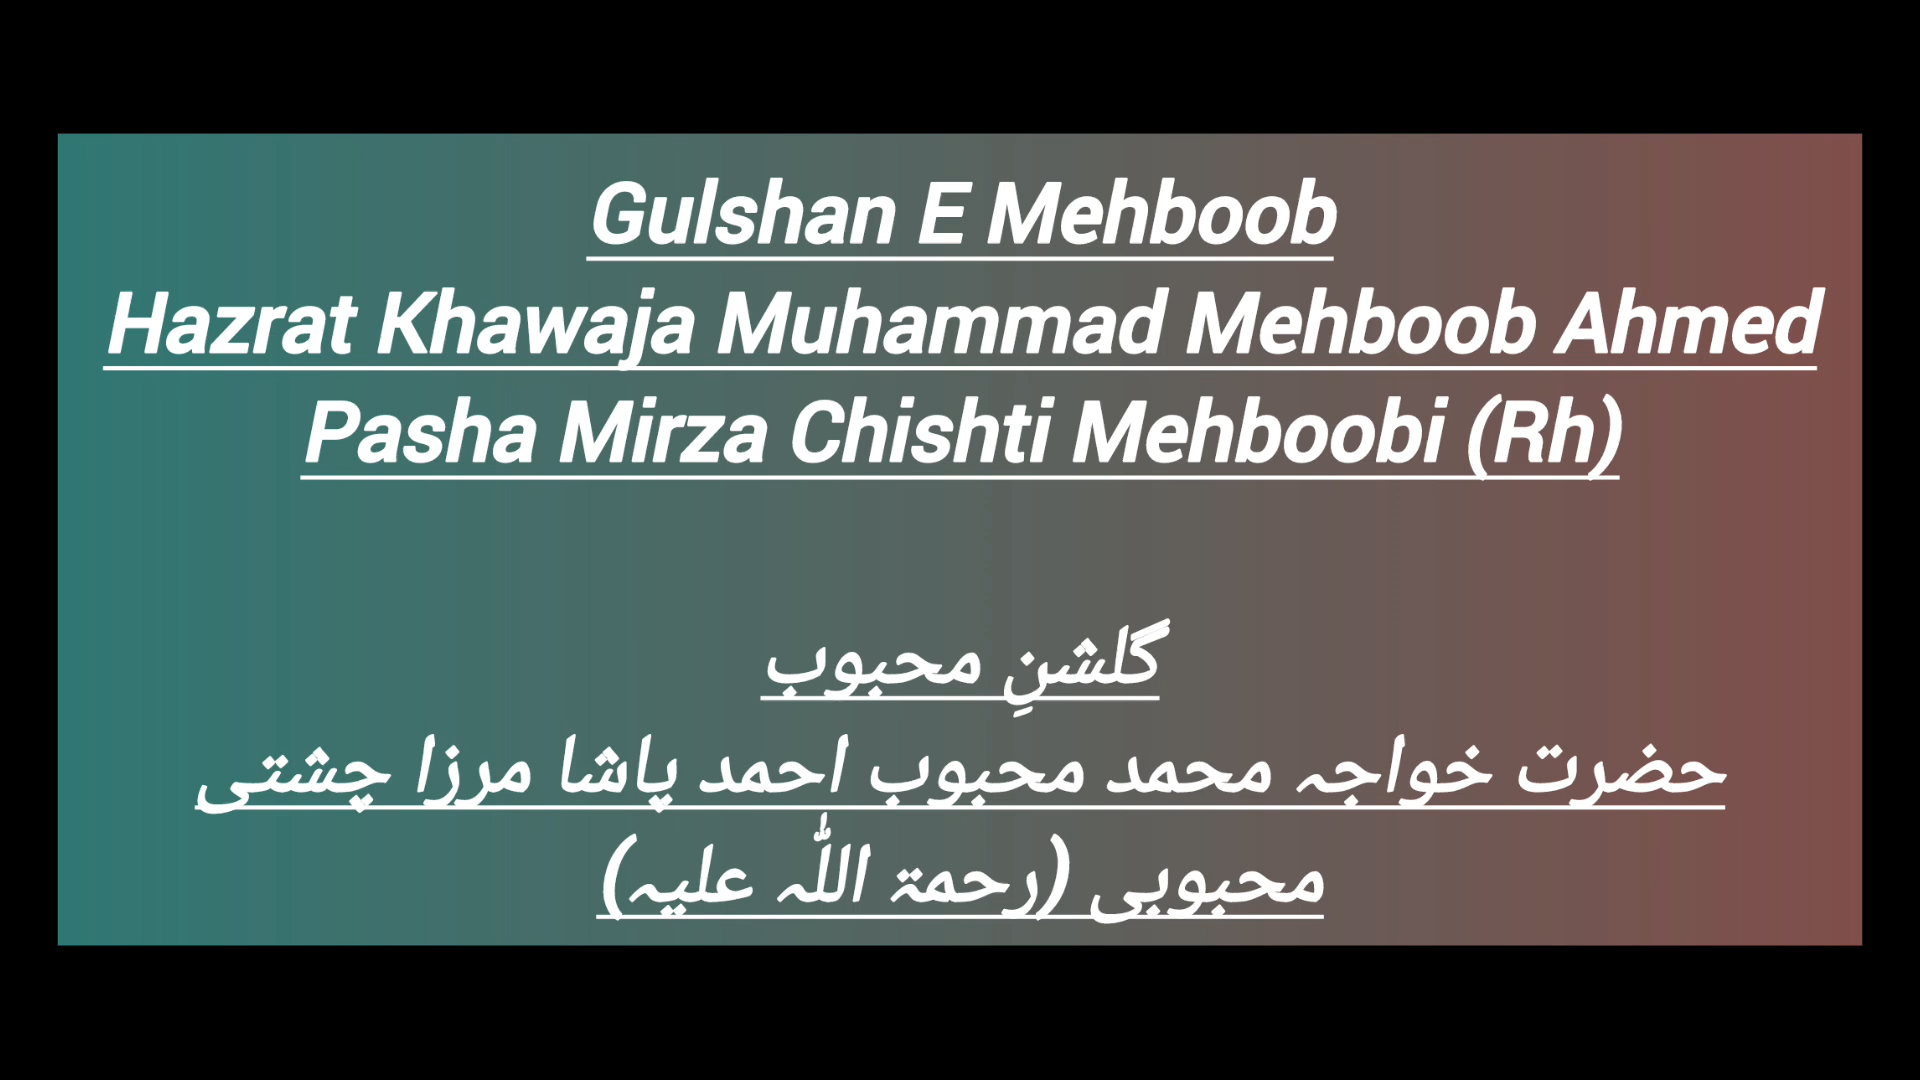 Gulshan E Mehboob
Hazrat Khawaja Muhammad Mehboob Ahmed
Pasha Mirza Chishti Mehboobi (Rh)
گلشنِ محبوب
حضرت خواجہ محمد محبوب احمد پاشا مرزا چشتی
محبوبی (رحمۃ اللّٰہ علیہ)